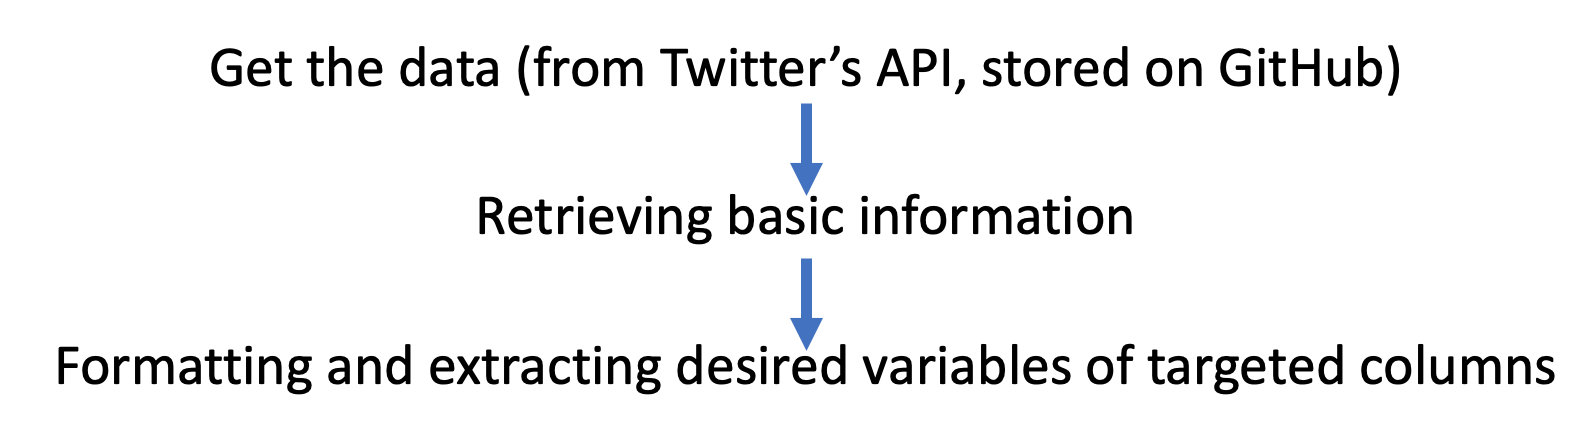 Get the data (from Twitter’s API, stored on GitHub)
Retrieving basic information
Formatting and extracting desired variables of targeted columns